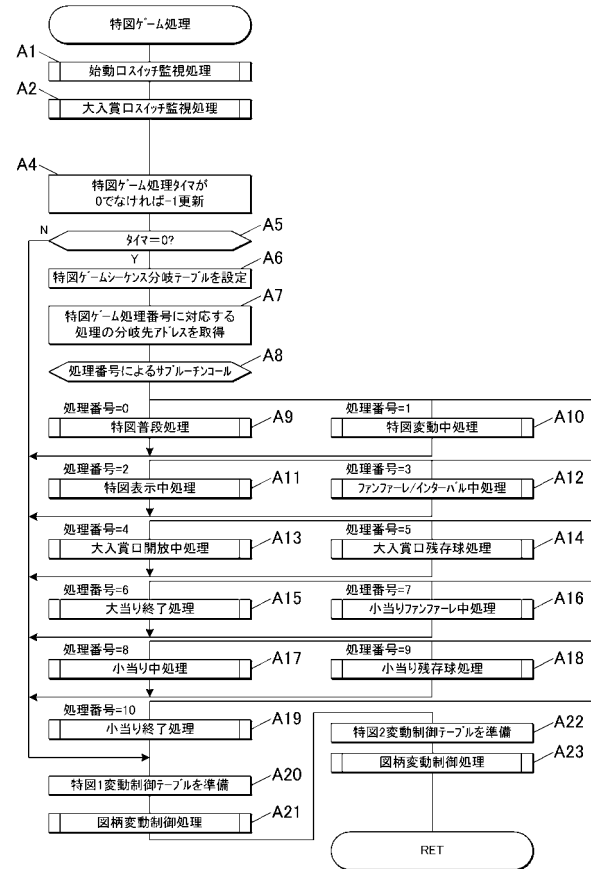 特図ゲーム処理
A1
始動口スイッチ監視処理
A2
大入賞口スイッチ監視処理
A4
特図ゲーム処理タイマが
0でなければ-1更新
A5
N
タイマ=0?
Y
A6
特図ゲームシーケンス分岐テーブルを設定
A7
特図ゲーム処理番号に対応する
処理の分岐先アドレスを取得
A8
処理番号によるサブルーチンコール
処理番号=0
特図普段処理
A9
処理番号=1
特図変動中処理
A10
処理番号=2
特図表示中処理
A11
処理番号=3
ファンファーレ/インターバル中処理
A12
処理番号=4
大入賞口開放中処理
A13
処理番号=5
大入賞口残存球処理
A14
処理番号=6
大当り終了処理
A15
処理番号=7
小当りファンファーレ中処理
A16
処理番号=8
小当り中処理
A17
処理番号=9
小当り残存球処理
A18
処理番号=10
小当り終了処理
A19
特図1変動制御テーブルを準備
A20
図柄変動制御処理
A21
特図2変動制御テーブルを準備
A22
図柄変動制御処理
A23
RET